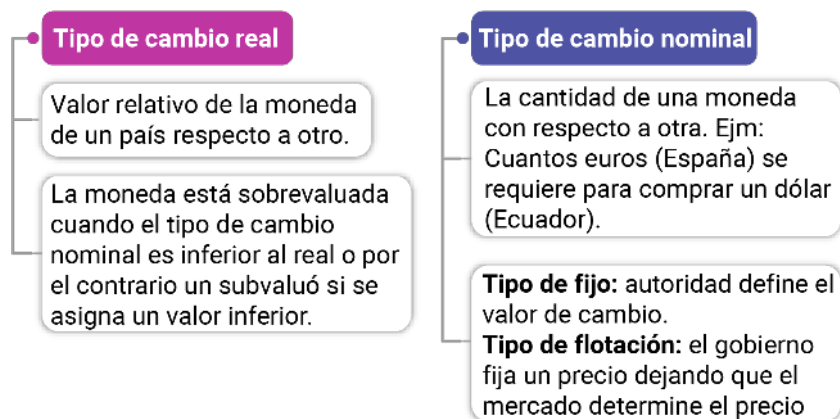 Tipo de cambio real
Valor relativo de la moneda
de un país respecto a otro.
La moneda está sobrevaluada
cuando el tipo de cambio
nominal es inferior al real o por
el contrario un subvaluó si se
asigna un valor inferior.
Tipo de cambio nominal
La cantidad de una moneda
con respecto a otra. Ejm:
Cuantos euros (España) se
requiere para comprar un dólar
(Ecuador).
Tipo de fijo: autoridad define el
valor de cambio.
Tipo de flotación: el gobierno
fija un precio dejando que el
mercado determine el precio